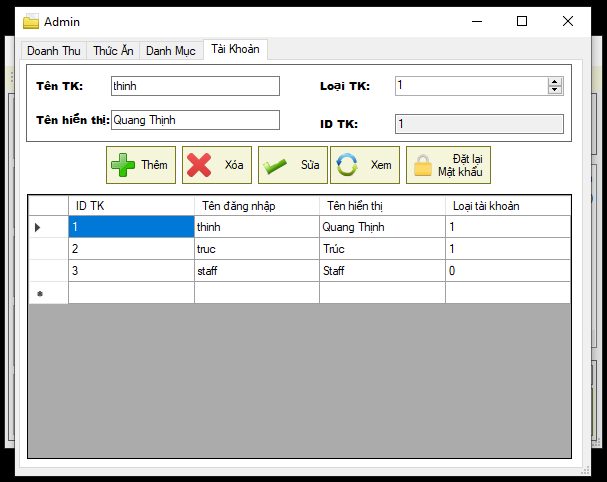 Admin
Doanh Thu Thức Ăn Danh Mục Tài Khoản
Tên TK: thinh Loại TK: 1
Tên hiển thị: Quang Thịnh ID TK: 1
Thêm Xóa Sửa Xem Đặt lại
Mật khẩu
ID TK Tên đăng nhập Tên hiển thị Loại tài khoản
1 thinh Quang Thịnh 1
2 truc Trúc 1
3 staff Staff 0